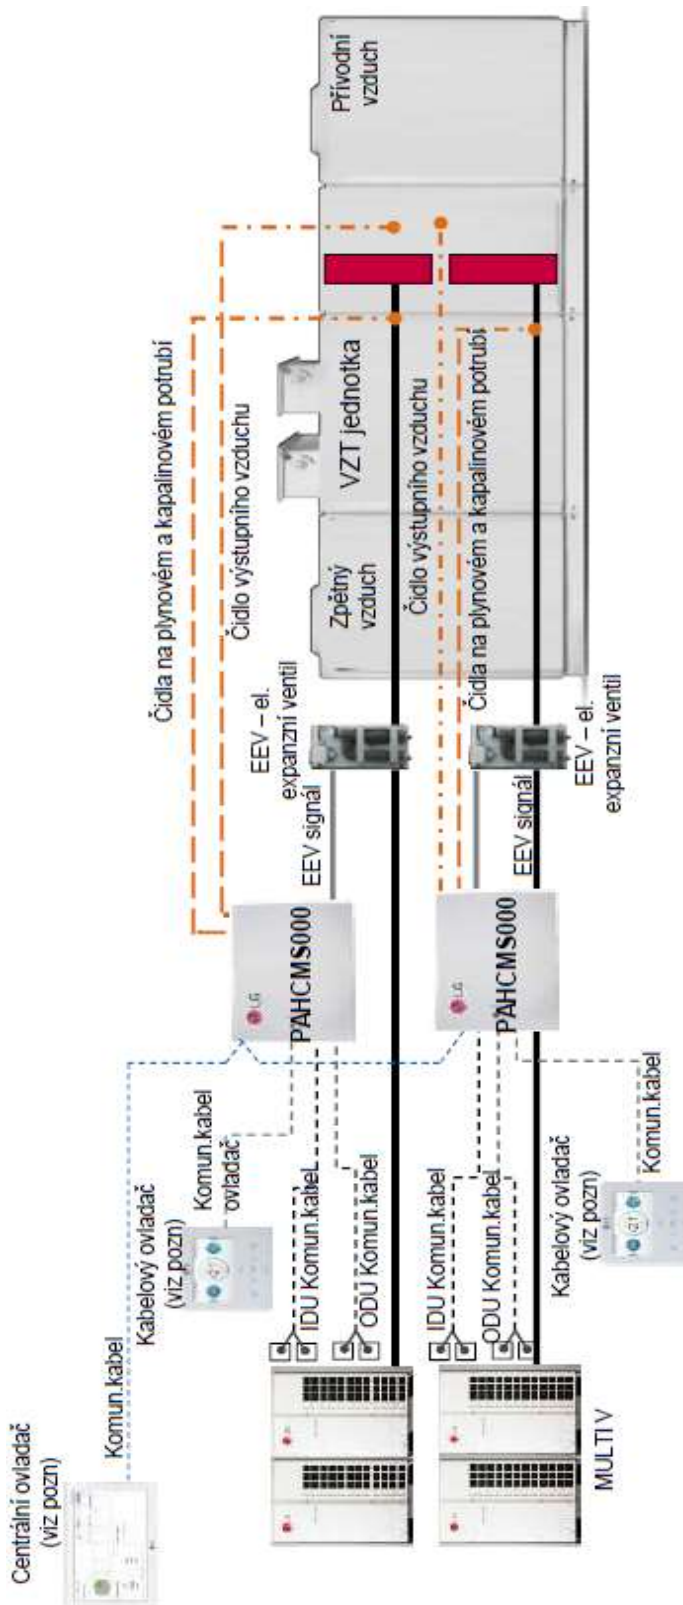 Centrální ovladač
(viz pozn)
Komun.kabel
Kabelový ovladač
(viz pozn)
Komun.kabel
ovladač
IDU Komun.kabel
ODU Komun.kabel
LG
PAHCMS000
EEV signál
EEV – el.
expanzní ventil
Čidla na plynovém a kapalinovém potrubí
Čidlo výstupního vzduchu
Zpětný
vzduch
VZT jednotka
Přívodní
vzduch
Čidlo výstupního vzduchu
Čidla na plynovém a kapalinovém potrubí
LG
PAHCMS000
EEV signál
EEV – el.
expanzní ventil
IDU Komun.kabel
ODU Komun.kabel
Kabelový ovladač
(viz pozn)
Komun.kabel
MULTI V